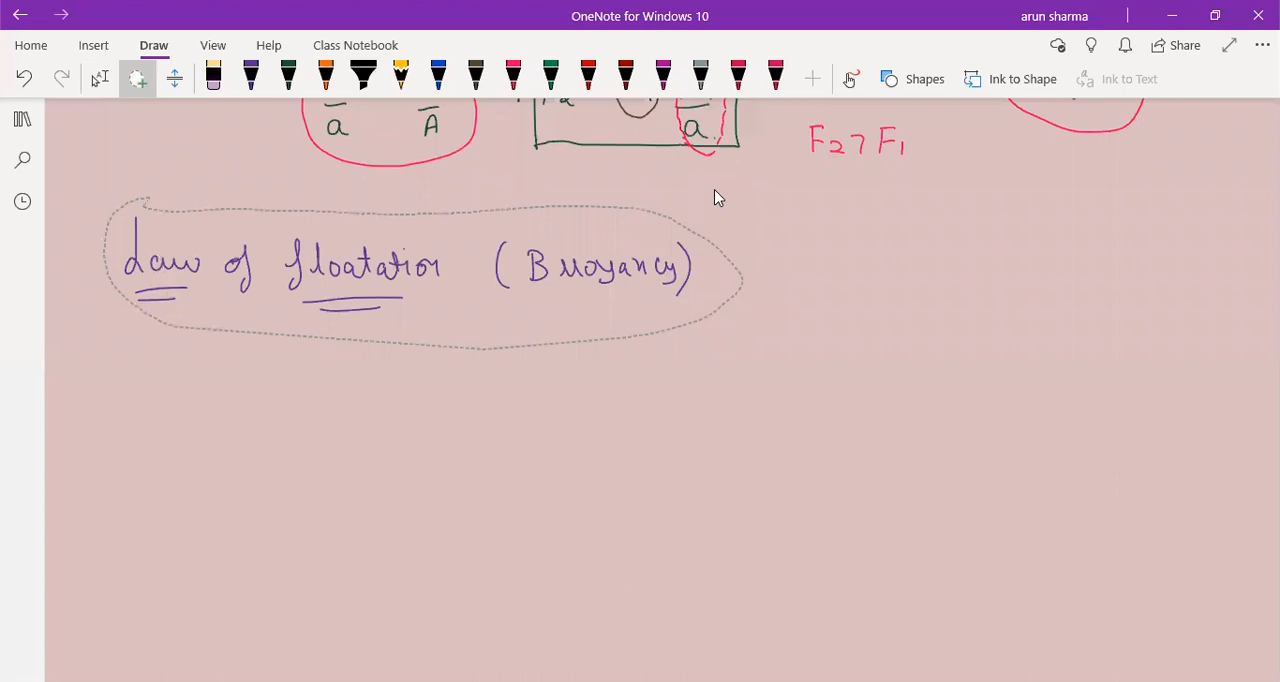 OneNote for Windows 10
arun sharma
Home Insert Draw View Help Class Notebook Share
Shapes Ink to Shape Ink to Text
a A a
F2 > F1
Law of floatation (Buoyancy)